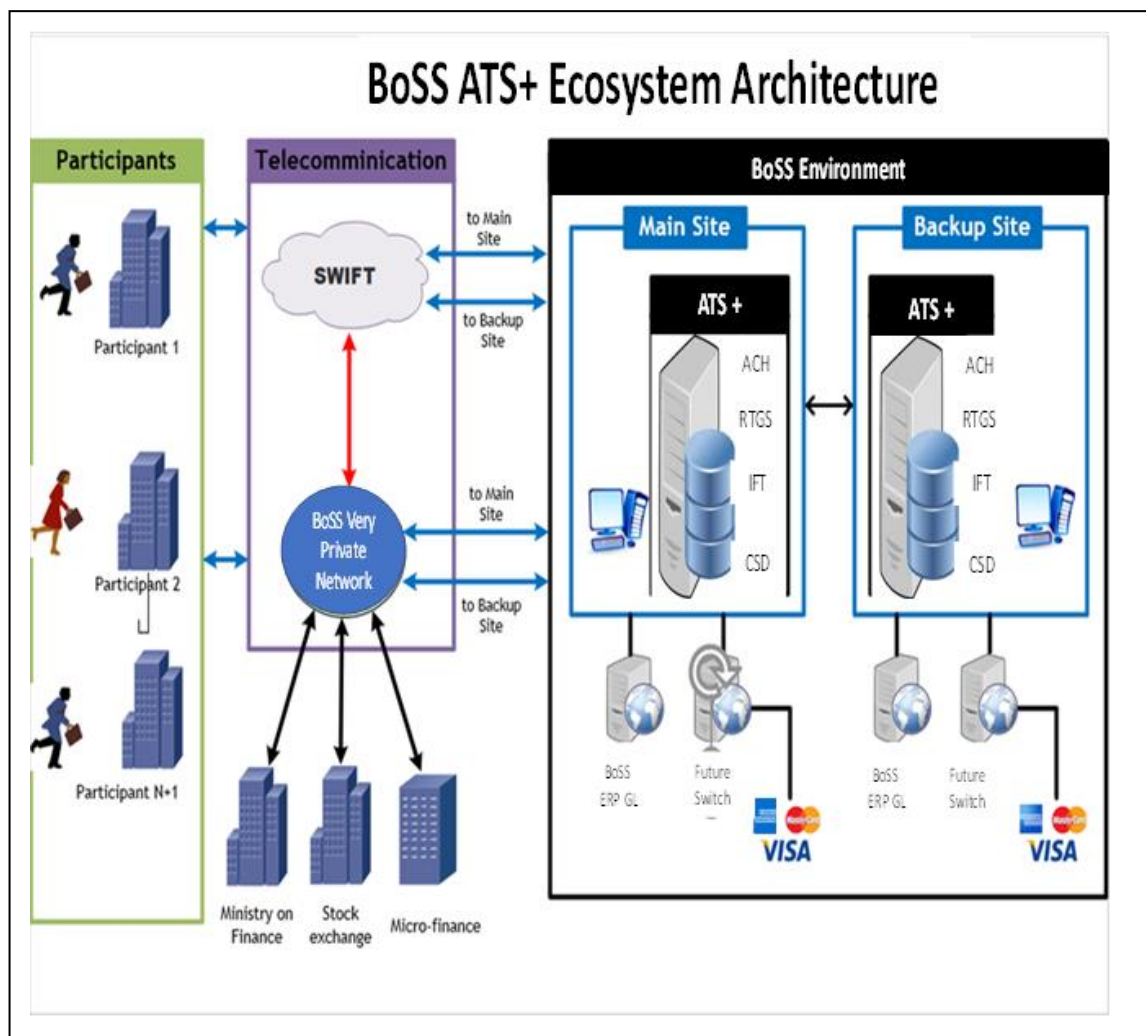 BoSS ATS+ Ecosystem Architecture
Participants
Participant 1
Participant 2
Participant N+1
Telecomminication
SWIFT
BoSS Very
Private
Network
to Main
Site
to Backup
Site
to Main
Site
to Backup
Site
Ministry on
Finance
Stock
exchange
Micro-finance
BoSS Environment
Main Site
ATS +
ACH
RTGS
IFT
CSD
BoSS
ERP GL
Future
Switch
MasterCard
VISA
Backup Site
ATS +
ACH
RTGS
IFT
CSD
BoSS
ERP GL
Future
Switch
MasterCard
VISA